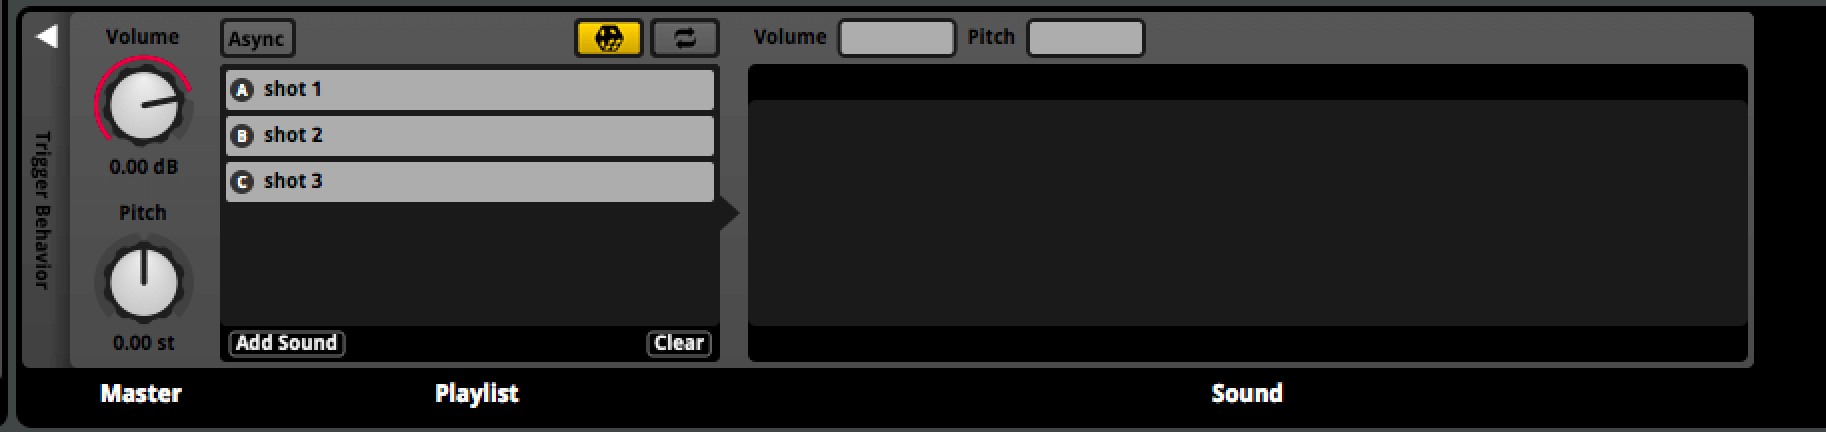 Trigger Behavior
Volume
0.00 dB
Pitch
0.00 st
Master
Async
A shot 1
B shot 2
C shot 3
Add Sound
Clear
Playlist
Volume
Pitch
Sound